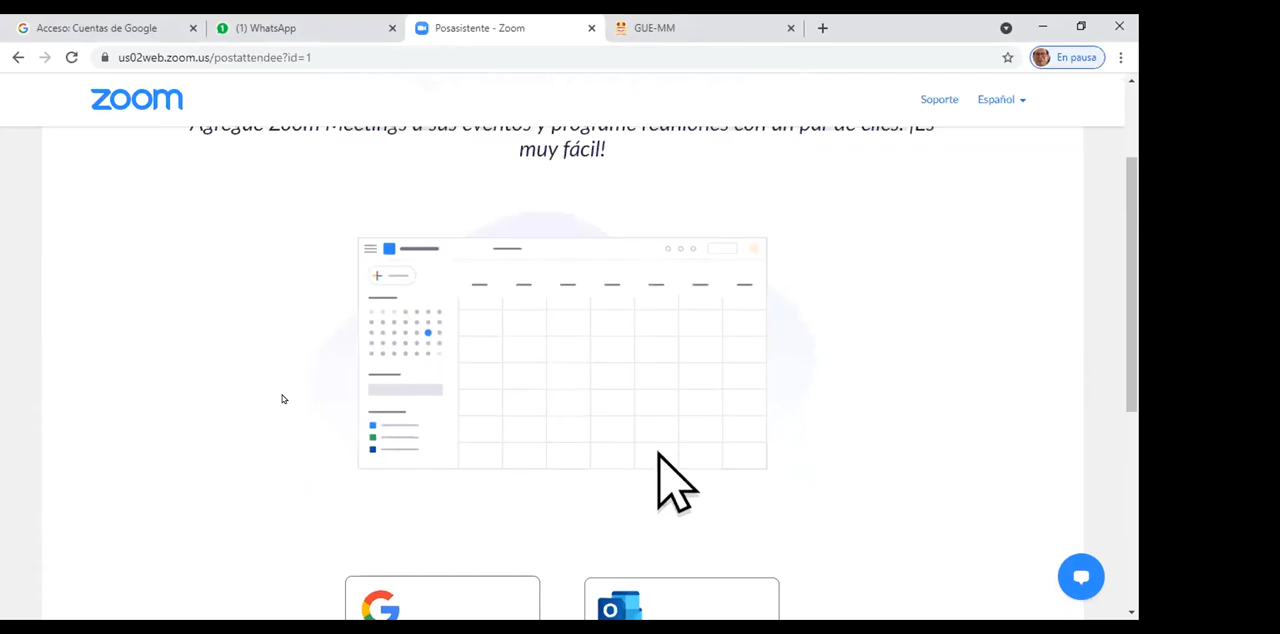 Acceso: Cuentas de Google
(1) WhatsApp
Posasistente - Zoom
GUE-MM
us02web.zoom.us/postattendee?id=1
En pausa
zoom
Soporte
Español
Agregue Zoom Meetings a sus eventos y programe reuniones con un par de clics. ¡Es
muy fácil!